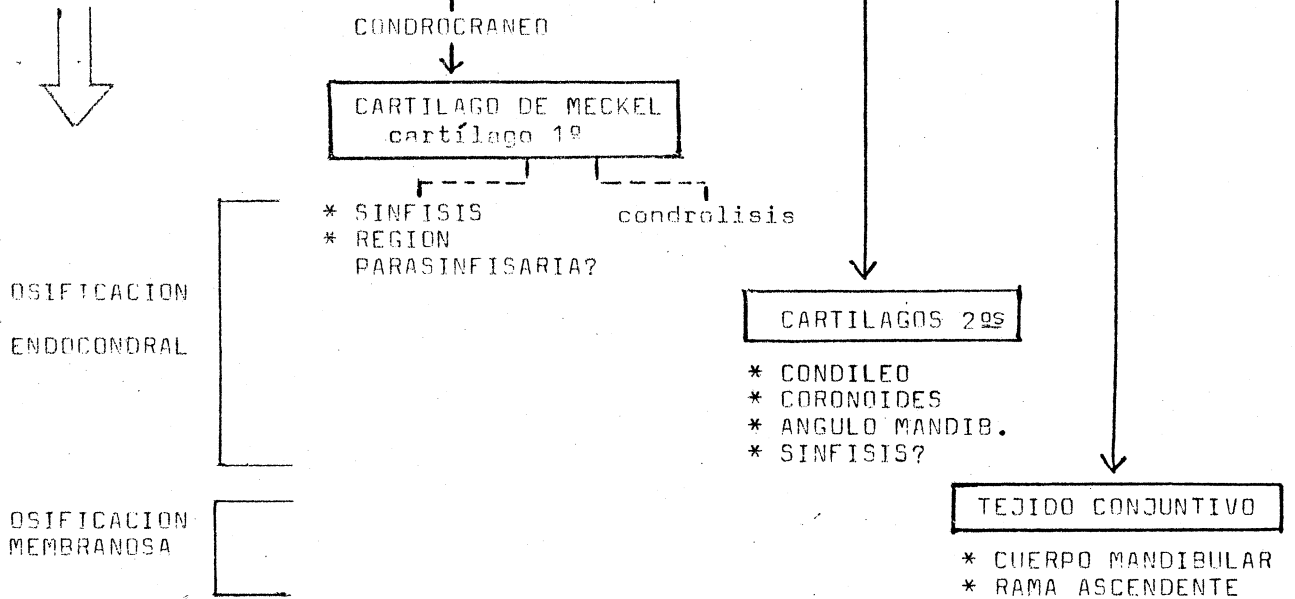 CONDROCRANEO
CARTILAGO DE MECKEL
cartílago 1º
* SINFISIS
* REGION
PARASINFISARIA?
condrolisis
OSIFICACION
ENDOCONDRAL
CARTILAGOS 2ºs
* CONDILEO
* CORONOIDES
* ANGULO MANDIB.
* SINFISIS?
OSIFICACION
MEMBRANOSA
TEJIDO CONJUNTIVO
* CUERPO MANDIBULAR
* RAMA ASCENDENTE